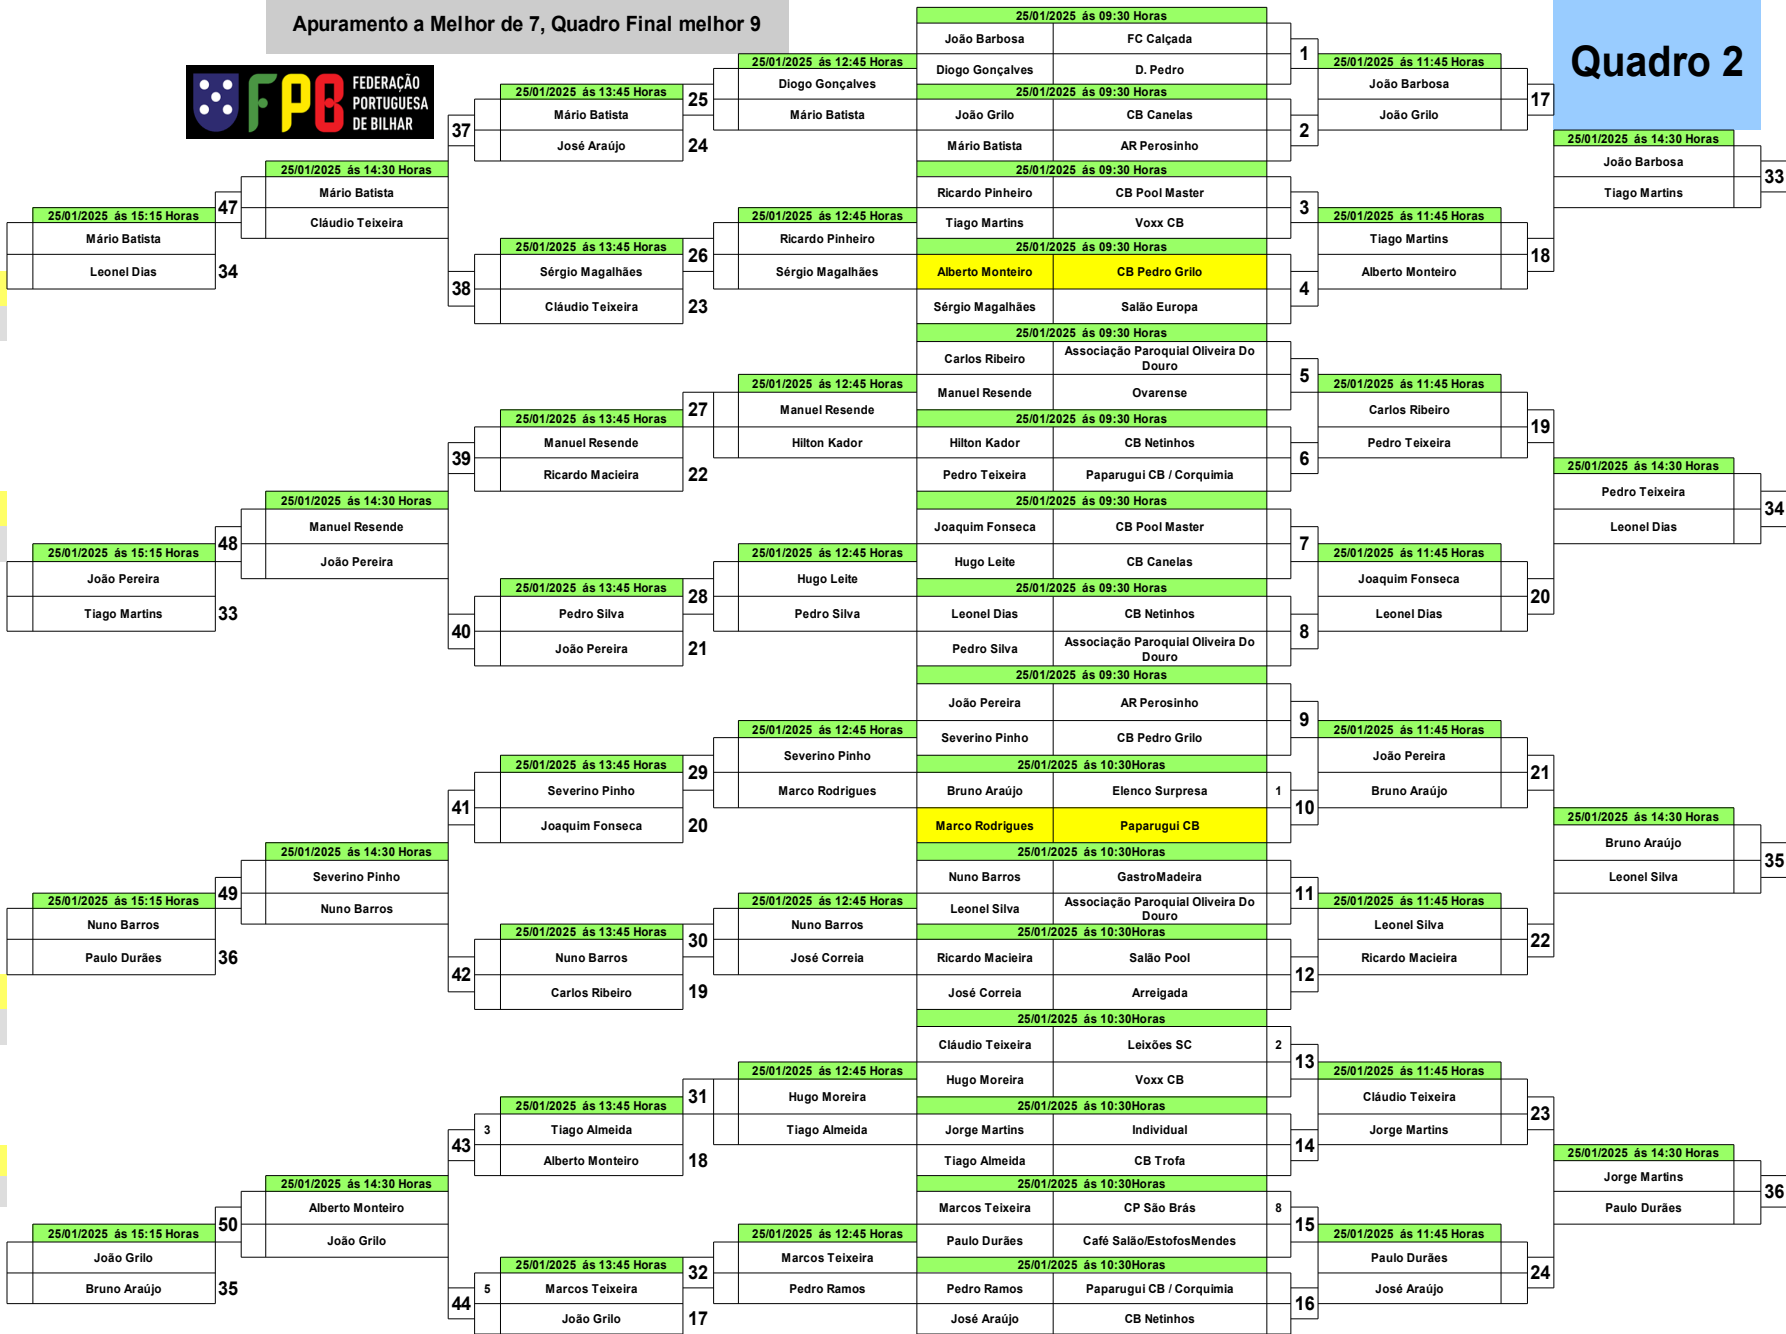 Apuramento a Melhor de 7, Quadro Final melhor 9
Quadro 2
FPB FEDERAÇÃO
PORTUGUESA
DE BILHAR
25/01/2025 ás 15:15 Horas
Mário Batista
Leonel Dias
34
25/01/2025 ás 15:15 Horas
João Pereira
Tiago Martins
33
25/01/2025 ás 15:15 Horas
Nuno Barros
Paulo Durães
36
25/01/2025 ás 15:15 Horas
João Grilo
Bruno Araújo
35
25/01/2025 ás 14:30 Horas
47
Mário Batista
Cláudio Teixeira
25/01/2025 ás 14:30 Horas
48
Manuel Resende
João Pereira
25/01/2025 ás 14:30 Horas
49
Severino Pinho
Nuno Barros
25/01/2025 ás 14:30 Horas
50
Alberto Monteiro
João Grilo
25/01/2025 ás 13:45 Horas
37
Mário Batista
José Araújo
24
25/01/2025 ás 13:45 Horas
38
Sérgio Magalhães
Cláudio Teixeira
23
25/01/2025 ás 13:45 Horas
39
Manuel Resende
Ricardo Macieira
22
25/01/2025 ás 13:45 Horas
40
Pedro Silva
João Pereira
21
25/01/2025 ás 13:45 Horas
41
Severino Pinho
Joaquim Fonseca
20
25/01/2025 ás 13:45 Horas
42
Nuno Barros
Carlos Ribeiro
19
25/01/2025 ás 13:45 Horas
43
3 Tiago Almeida
Alberto Monteiro
18
25/01/2025 ás 13:45 Horas
44
5 Marcos Teixeira
João Grilo
17
25/01/2025 ás 12:45 Horas
25
Diogo Gonçalves
Mário Batista
25/01/2025 ás 12:45 Horas
26
Ricardo Pinheiro
Sérgio Magalhães
25/01/2025 ás 12:45 Horas
27
Manuel Resende
Hilton Kador
25/01/2025 ás 12:45 Horas
28
Hugo Leite
Pedro Silva
25/01/2025 ás 12:45 Horas
29
Severino Pinho
Marco Rodrigues
25/01/2025 ás 12:45 Horas
30
Nuno Barros
José Correia
25/01/2025 ás 12:45 Horas
31
Hugo Moreira
Tiago Almeida
25/01/2025 ás 12:45 Horas
32
Marcos Teixeira
Pedro Ramos
25/01/2025 ás 09:30 Horas
João Barbosa FC Calçada
1
Diogo Gonçalves D. Pedro
25/01/2025 ás 09:30 Horas
João Grilo CB Canelas
2
Mário Batista AR Perosinho
25/01/2025 ás 09:30 Horas
Ricardo Pinheiro CB Pool Master
3
Tiago Martins Voxx CB
25/01/2025 ás 09:30 Horas
Alberto Monteiro CB Pedro Grilo
4
Sérgio Magalhães Salão Europa
25/01/2025 ás 09:30 Horas
Carlos Ribeiro Associação Paroquial Oliveira Do
Douro
5
Manuel Resende Ovarense
25/01/2025 ás 09:30 Horas
Hilton Kador CB Netinhos
6
Pedro Teixeira Paparugui CB / Corquimia
25/01/2025 ás 09:30 Horas
Joaquim Fonseca CB Pool Master
7
Hugo Leite CB Canelas
25/01/2025 ás 09:30 Horas
Leonel Dias CB Netinhos
8
Pedro Silva Associação Paroquial Oliveira Do
Douro
25/01/2025 ás 09:30 Horas
João Pereira AR Perosinho
9
Severino Pinho CB Pedro Grilo
25/01/2025 ás 10:30Horas
Bruno Araújo Elenco Surpresa 1
10
Marco Rodrigues Paparugui CB
25/01/2025 ás 10:30Horas
Nuno Barros GastroMadeira
11
Leonel Silva Associação Paroquial Oliveira Do
Douro
25/01/2025 ás 10:30Horas
Ricardo Macieira Salão Pool
12
José Correia Arreigada
25/01/2025 ás 10:30Horas
Cláudio Teixeira Leixões SC 2
13
Hugo Moreira Voxx CB
25/01/2025 ás 10:30Horas
Jorge Martins Individual
14
Tiago Almeida CB Trofa
25/01/2025 ás 10:30Horas
Marcos Teixeira CP São Brás 8
15
Paulo Durães Café Salão/EstofosMendes
25/01/2025 ás 10:30Horas
Pedro Ramos Paparugui CB / Corquimia
16
José Araújo CB Netinhos
25/01/2025 ás 11:45 Horas
João Barbosa
17
João Grilo
25/01/2025 ás 11:45 Horas
Tiago Martins
18
Alberto Monteiro
25/01/2025 ás 11:45 Horas
Carlos Ribeiro
19
Pedro Teixeira
25/01/2025 ás 11:45 Horas
Joaquim Fonseca
20
Leonel Dias
25/01/2025 ás 11:45 Horas
João Pereira
21
Bruno Araújo
25/01/2025 ás 11:45 Horas
Leonel Silva
22
Ricardo Macieira
25/01/2025 ás 11:45 Horas
Cláudio Teixeira
23
Jorge Martins
25/01/2025 ás 11:45 Horas
Paulo Durães
24
José Araújo
25/01/2025 ás 14:30 Horas
João Barbosa
33
Tiago Martins
25/01/2025 ás 14:30 Horas
Pedro Teixeira
34
Leonel Dias
25/01/2025 ás 14:30 Horas
Bruno Araújo
35
Leonel Silva
25/01/2025 ás 14:30 Horas
Jorge Martins
36
Paulo Durães